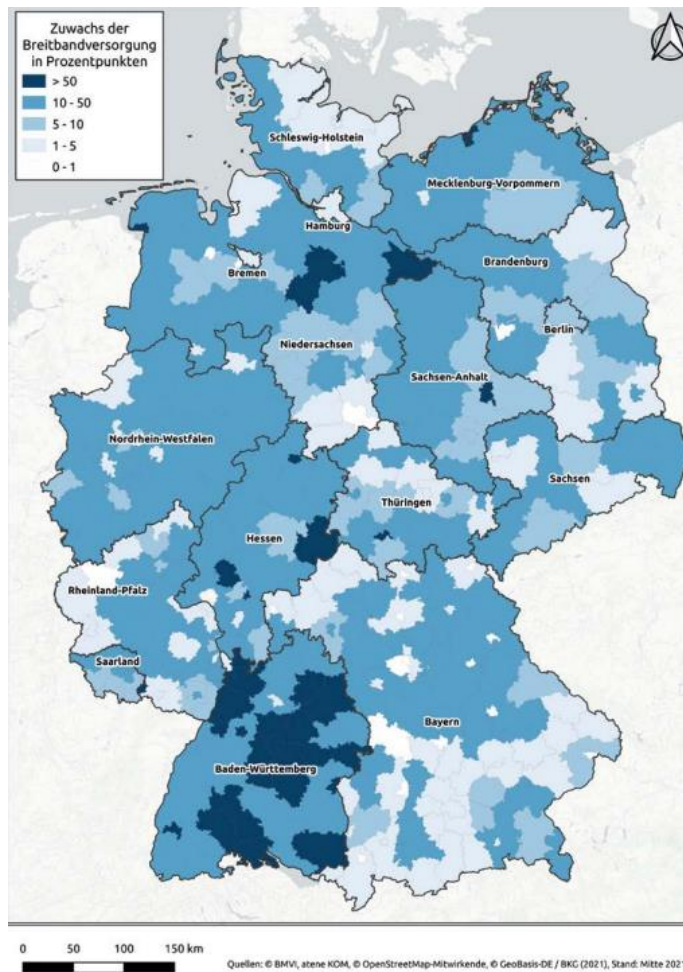 Zuwachs der
Breitbandversorgung
in Prozentpunkten
> 50
10 - 50
5 - 10
1 - 5
0 - 1
Schleswig-Holstein
Mecklenburg-Vorpommern
Hamburg
Bremen
Brandenburg
Berlin
Niedersachsen
Sachsen-Anhalt
Nordrhein-Westfalen
Sachsen
Thüringen
Hessen
Rheinland-Pfalz
Saarland
Bayern
Baden-Württemberg
0 50 100 150 km
Quellen: © BMVI, atene KOM, © OpenStreetMap-Mitwirkende, © GeoBasis-DE / BKG (2021), Stand: Mitte 2021